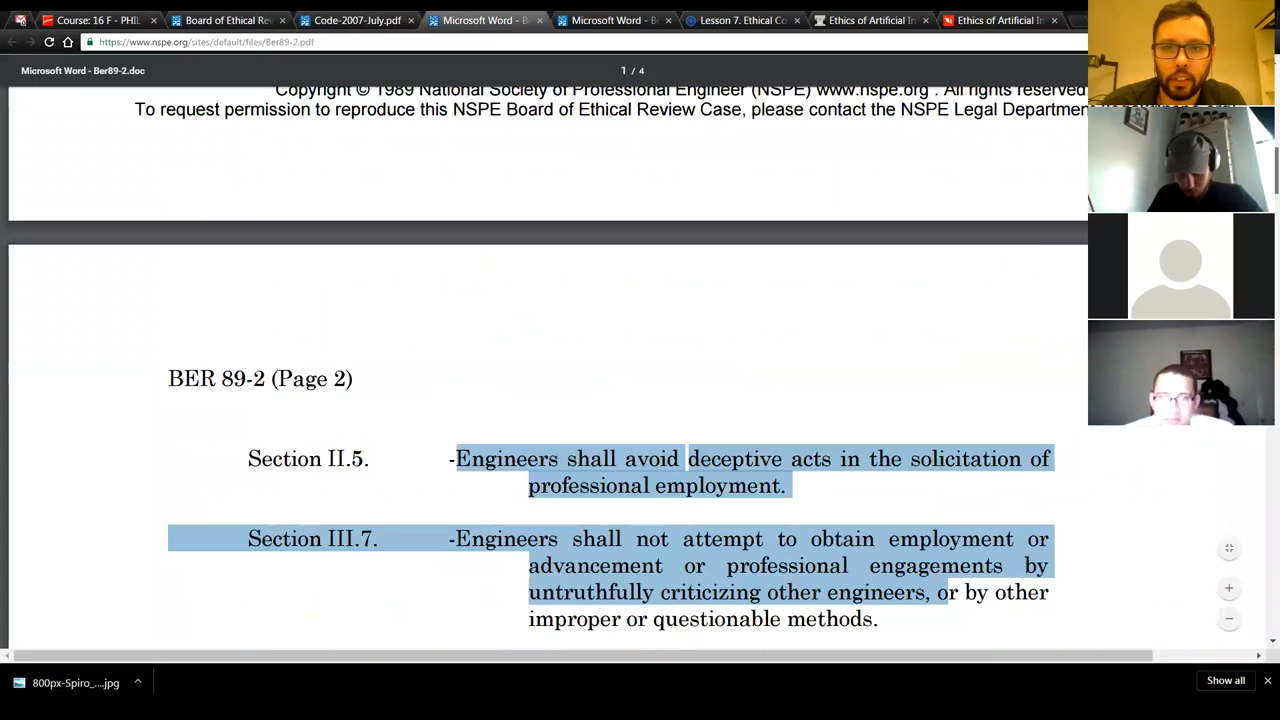 Course: 16 F - PHIL
Board of Ethical Re
Code-2007-July.pdf
Microsoft Word - B
Microsoft Word - B
Lesson 7. Ethical Co
Ethics of Artificial In
Ethics of Artificial In
https://www.nspe.org/sites/default/files/Ber89-2.pdf
Microsoft Word - Ber89-2.doc
1 / 4
Copyright © 1989 National Society of Professional Engineer (NSPE) www.nspe.org . All rights reserved
To request permission to reproduce this NSPE Board of Ethical Review Case, please contact the NSPE Legal Departmen
BER 89-2 (Page 2)
Section II.5. -Engineers shall avoid deceptive acts in the solicitation of
professional employment.
Section III.7. -Engineers shall not attempt to obtain employment or
advancement or professional engagements by
untruthfully criticizing other engineers, or by other
improper or questionable methods.
800px-Spiro_....jpg
Show all